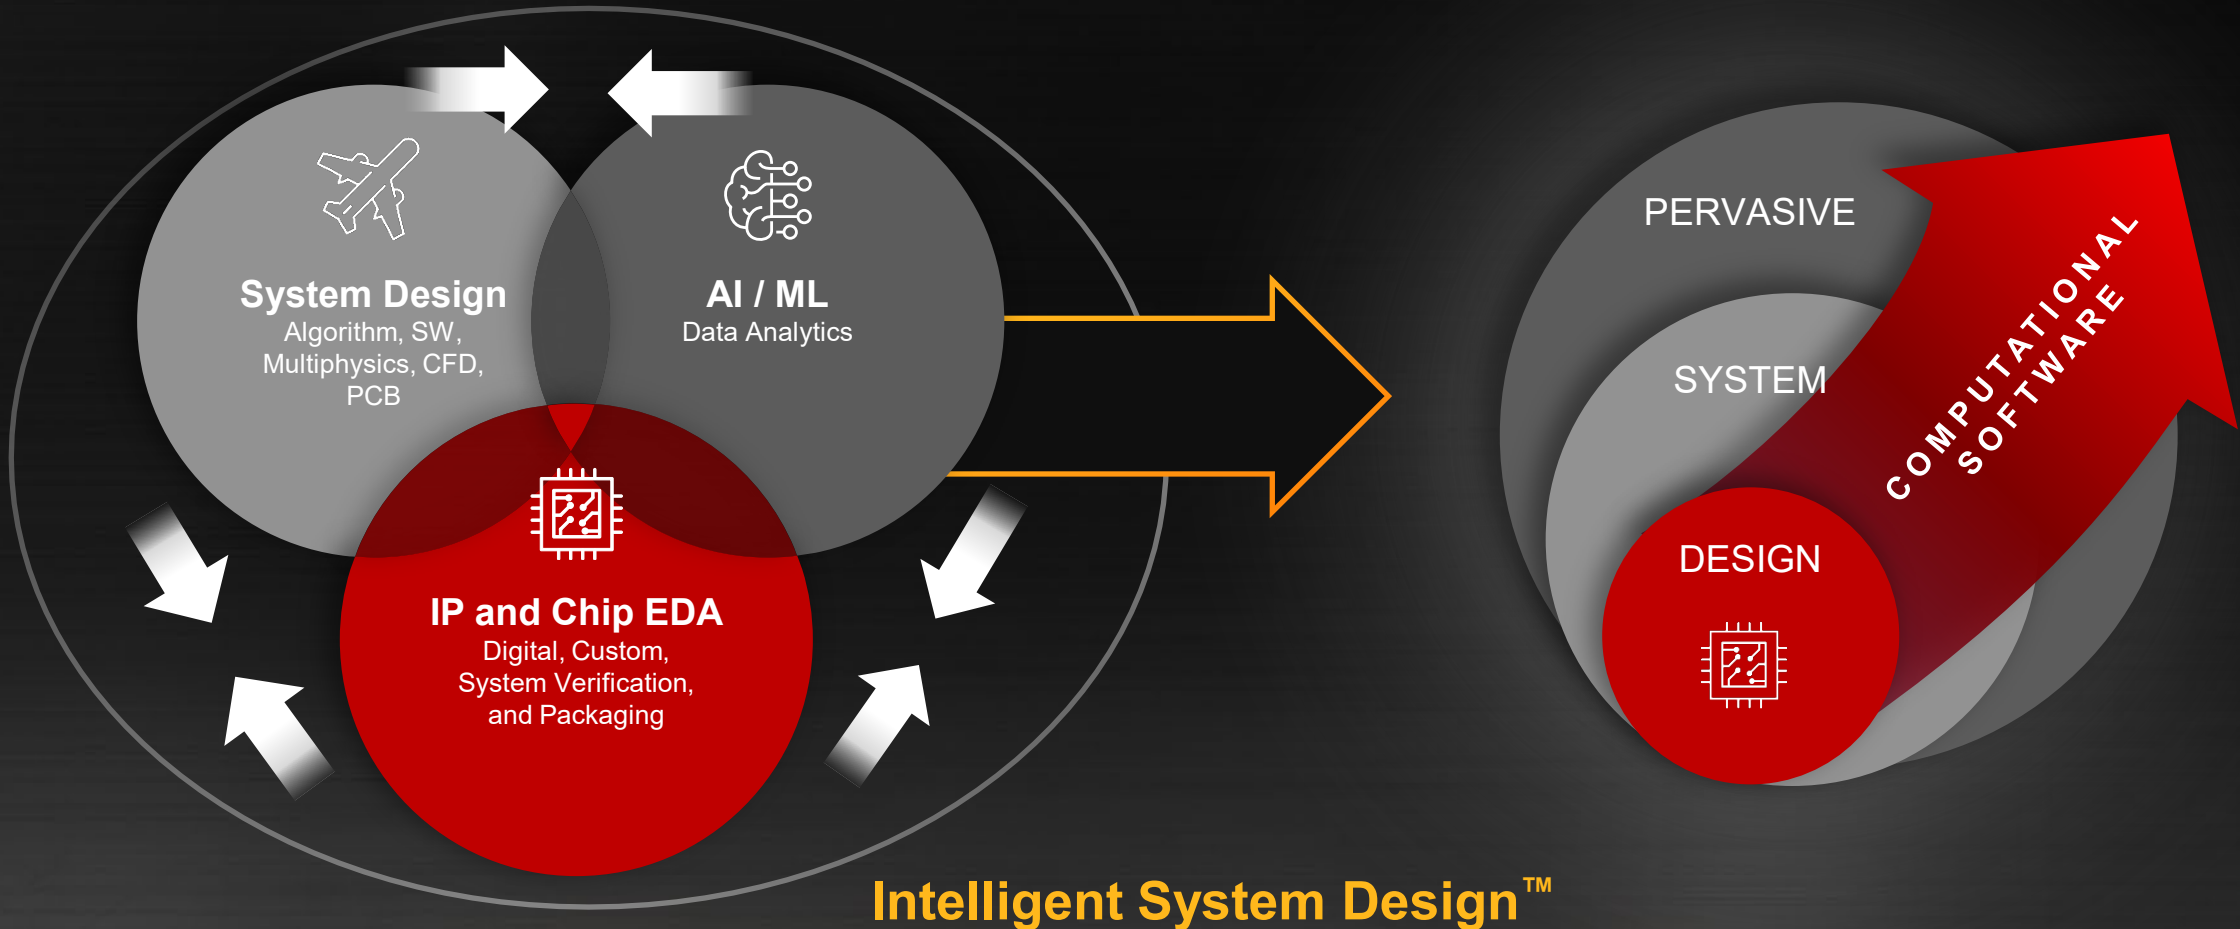 System Design
Algorithm, SW,
Multiphysics, CFD,
PCB
AI / ML
Data Analytics
IP and Chip EDA
Digital, Custom,
System Verification,
and Packaging
PERVASIVE
SYSTEM
DESIGN
COMPUTATIONAL
SOFTWARE
Intelligent System Design™